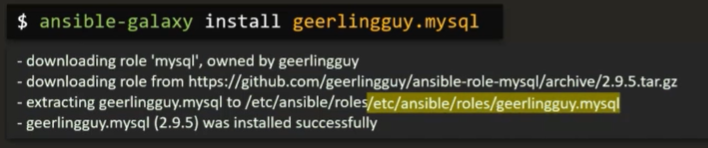 $ ansible-galaxy install geerlingguy.mysql
- downloading role 'mysql', owned by geerlingguy
- downloading role from https://github.com/geerlingguy/ansible-role-mysql/archive/2.9.5.tar.gz
- extracting geerlingguy.mysql to /etc/ansible/roles/etc/ansible/roles/geerlingguy.mysql
- geerlingguy.mysql (2.9.5) was installed successfully